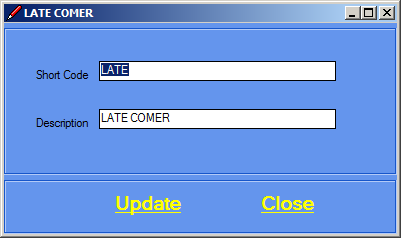 LATE COMER
Short Code LATE
Description LATE COMER
Update Close